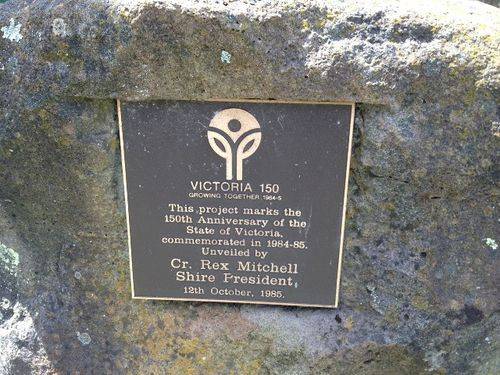 VICTORIA 150
GROWING TOGETHER 1984-5
This project marks the
150th Anniversary of the
State of Victoria,
commemorated in 1984-85.
Unveiled by
Cr. Rex Mitchell
Shire President
12th October, 1985.